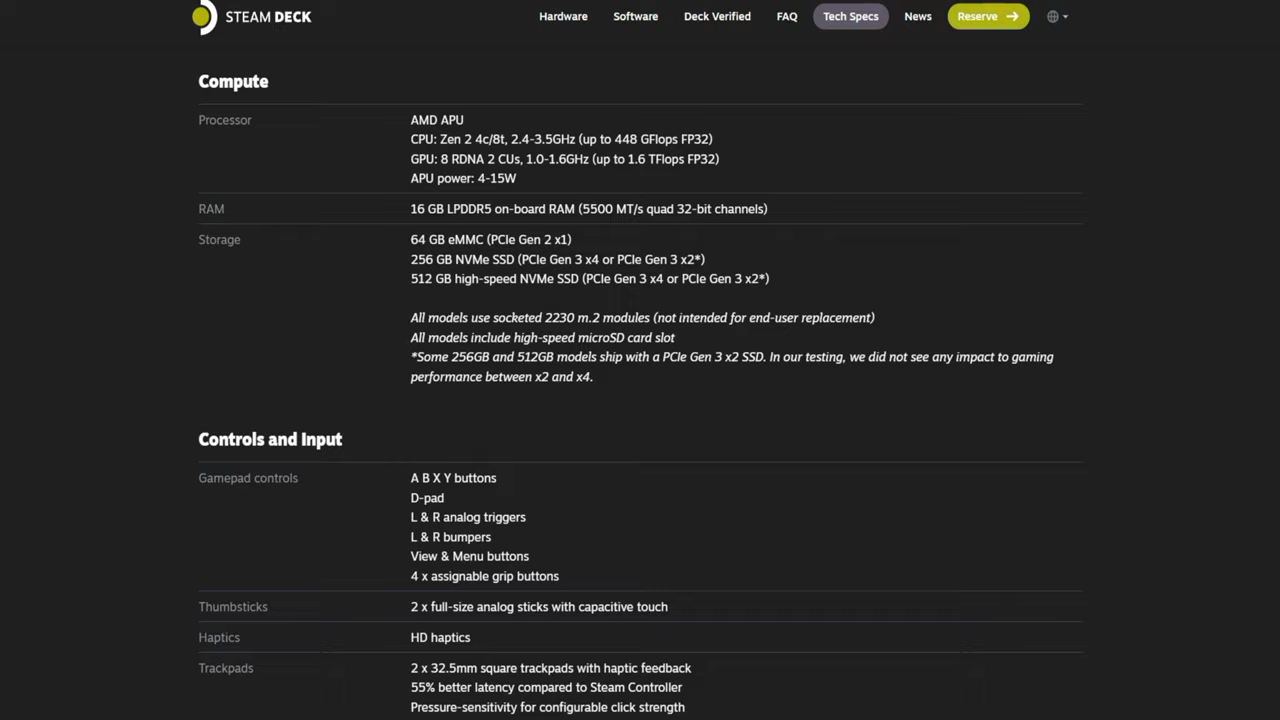 STEAM DECK
Hardware Software Deck Verified FAQ Tech Specs News Reserve
Compute
Processor
AMD APU
CPU: Zen 2 4c/8t, 2.4-3.5GHz (up to 448 GFlops FP32)
GPU: 8 RDNA 2 CUs, 1.0-1.6GHz (up to 1.6 TFlops FP32)
APU power: 4-15W
RAM
16 GB LPDDR5 on-board RAM (5500 MT/s quad 32-bit channels)
Storage
64 GB eMMC (PCIe Gen 2 x1)
256 GB NVMe SSD (PCIe Gen 3 x4 or PCIe Gen 3 x2*)
512 GB high-speed NVMe SSD (PCIe Gen 3 x4 or PCIe Gen 3 x2*)
All models use socketed 2230 m.2 modules (not intended for end-user replacement)
All models include high-speed microSD card slot
*Some 256GB and 512GB models ship with a PCIe Gen 3 x2 SSD. In our testing, we did not see any impact to gaming
performance between x2 and x4.
Controls and Input
Gamepad controls
A B X Y buttons
D-pad
L & R analog triggers
L & R bumpers
View & Menu buttons
4 x assignable grip buttons
Thumbsticks
2 x full-size analog sticks with capacitive touch
Haptics
HD haptics
Trackpads
2 x 32.5mm square trackpads with haptic feedback
55% better latency compared to Steam Controller
Pressure-sensitivity for configurable click strength